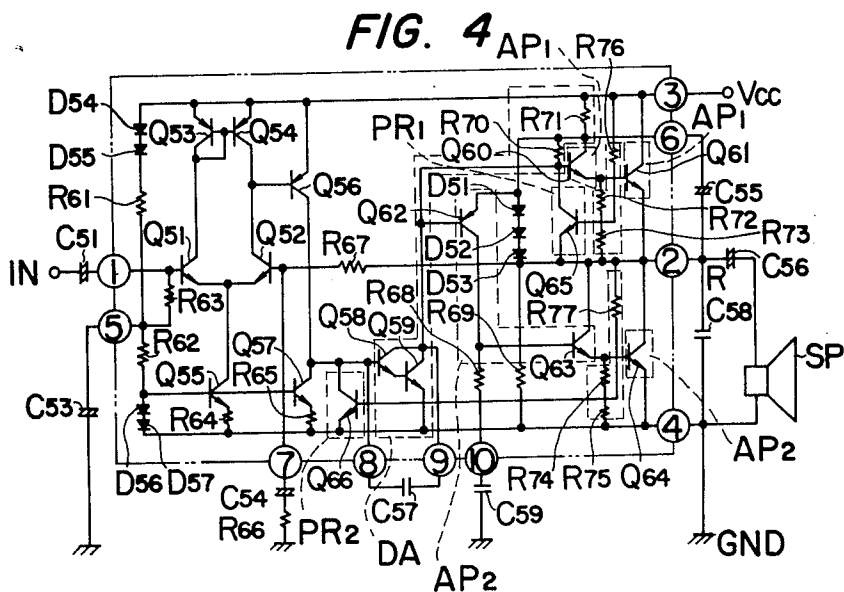 FIG. 4
AP1 R76
D54
Q53
Q54
3
Vcc
D55
PR1
R70
R71
6
AP1
Q60
Q61
R61
Q56
D51
C55
Q62
R72
C51
Q51
Q52
R67
D52
R73
IN
1
D53
Q65
2
C56
R63
R68
R
5
Q58
R69
R77
C58
R62
Q57
Q59
SP
Q55
R65
Q63
C53
R64
4
D56
D57
7
Q66
8
9
10
R74
R75
Q64
AP2
C54
C57
C59
R66
PR2
DA
AP2
GND